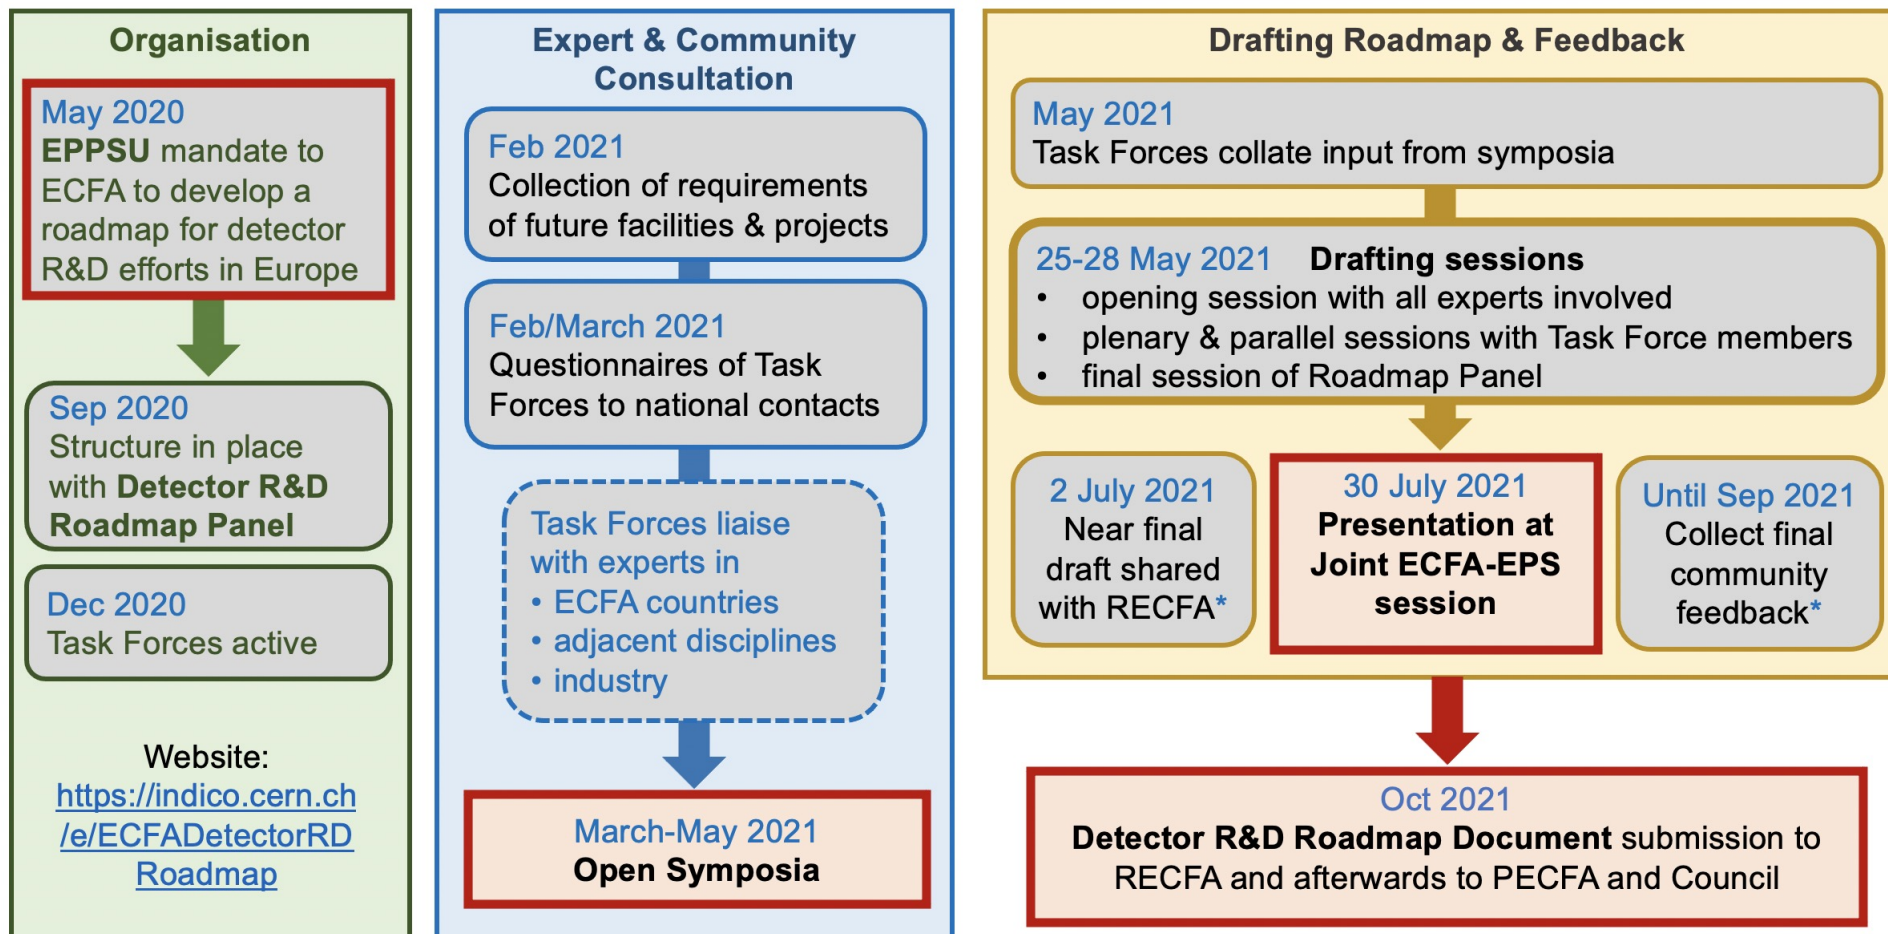 Organisation
May 2020
EPPSU mandate to
ECFA to develop a
roadmap for detector
R&D efforts in Europe
Sep 2020
Structure in place
with Detector R&D
Roadmap Panel
Dec 2020
Task Forces active
Website:
https://indico.cern.ch
/e/ECFADetectorRD
Roadmap
Expert & Community
Consultation
Feb 2021
Collection of requirements
of future facilities & projects
Feb/March 2021
Questionnaires of Task
Forces to national contacts
Task Forces liaise
with experts in
• ECFA countries
• adjacent disciplines
• industry
March-May 2021
Open Symposia
Drafting Roadmap & Feedback
May 2021
Task Forces collate input from symposia
25-28 May 2021 Drafting sessions
• opening session with all experts involved
• plenary & parallel sessions with Task Force members
• final session of Roadmap Panel
2 July 2021
Near final
draft shared
with RECFA*
30 July 2021
Presentation at
Joint ECFA-EPS
session
Until Sep 2021
Collect final
community
feedback*
Oct 2021
Detector R&D Roadmap Document submission to
RECFA and afterwards to PECFA and Council